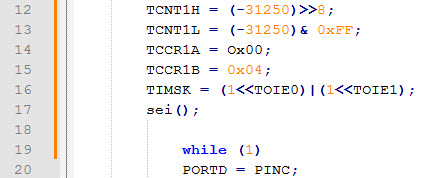 12 TCNT1H = (-31250)>>8;
13 TCNT1L = (-31250)& 0xFF;
14 TCCR1A = 0x00;
15 TCCR1B = 0x04;
16 TIMSK = (1<<TOIE0)|(1<<TOIE1);
17 sei();
18
19 while (1)
20 PORTD = PINC;